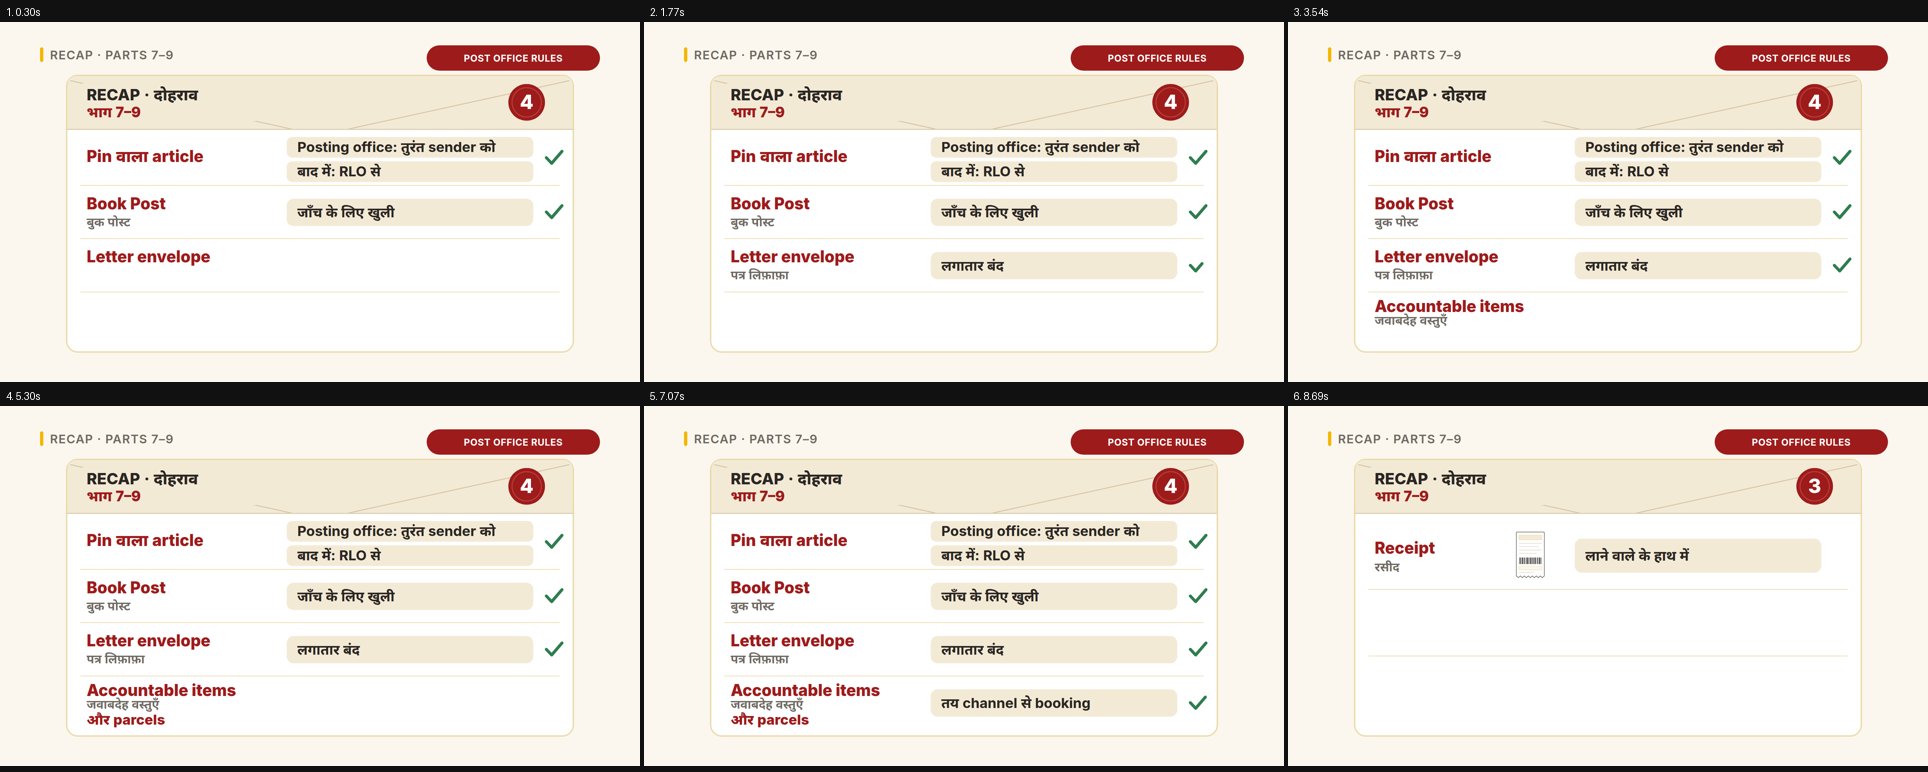 1. 0.30s
RECAP · PARTS 7–9
POST OFFICE RULES
RECAP · दोहराव
भाग 7–9
4
Pin वाला article
Posting office: तुरंत sender को
बाद में: RLO से
Book Post
बुक पोस्ट
जाँच के लिए खुली
Letter envelope
2. 1.77s
RECAP · PARTS 7–9
POST OFFICE RULES
RECAP · दोहराव
भाग 7–9
4
Pin वाला article
Posting office: तुरंत sender को
बाद में: RLO से
Book Post
बुक पोस्ट
जाँच के लिए खुली
Letter envelope
पत्र लिफ़ाफ़ा
लगातार बंद
3. 3.54s
RECAP · PARTS 7–9
POST OFFICE RULES
RECAP · दोहराव
भाग 7–9
4
Pin वाला article
Posting office: तुरंत sender को
बाद में: RLO से
Book Post
बुक पोस्ट
जाँच के लिए खुली
Letter envelope
पत्र लिफ़ाफ़ा
लगातार बंद
Accountable items
जवाबदेह वस्तुएँ
4. 5.30s
RECAP · PARTS 7–9
POST OFFICE RULES
RECAP · दोहराव
भाग 7–9
4
Pin वाला article
Posting office: तुरंत sender को
बाद में: RLO से
Book Post
बुक पोस्ट
जाँच के लिए खुली
Letter envelope
पत्र लिफ़ाफ़ा
लगातार बंद
Accountable items
जवाबदेह वस्तुएँ
और parcels
5. 7.07s
RECAP · PARTS 7–9
POST OFFICE RULES
RECAP · दोहराव
भाग 7–9
4
Pin वाला article
Posting office: तुरंत sender को
बाद में: RLO से
Book Post
बुक पोस्ट
जाँच के लिए खुली
Letter envelope
पत्र लिफ़ाफ़ा
लगातार बंद
Accountable items
जवाबदेह वस्तुएँ
और parcels
तय channel से booking
6. 8.69s
RECAP · PARTS 7–9
POST OFFICE RULES
RECAP · दोहराव
भाग 7–9
3
Receipt
रसीद
लाने वाले के हाथ में